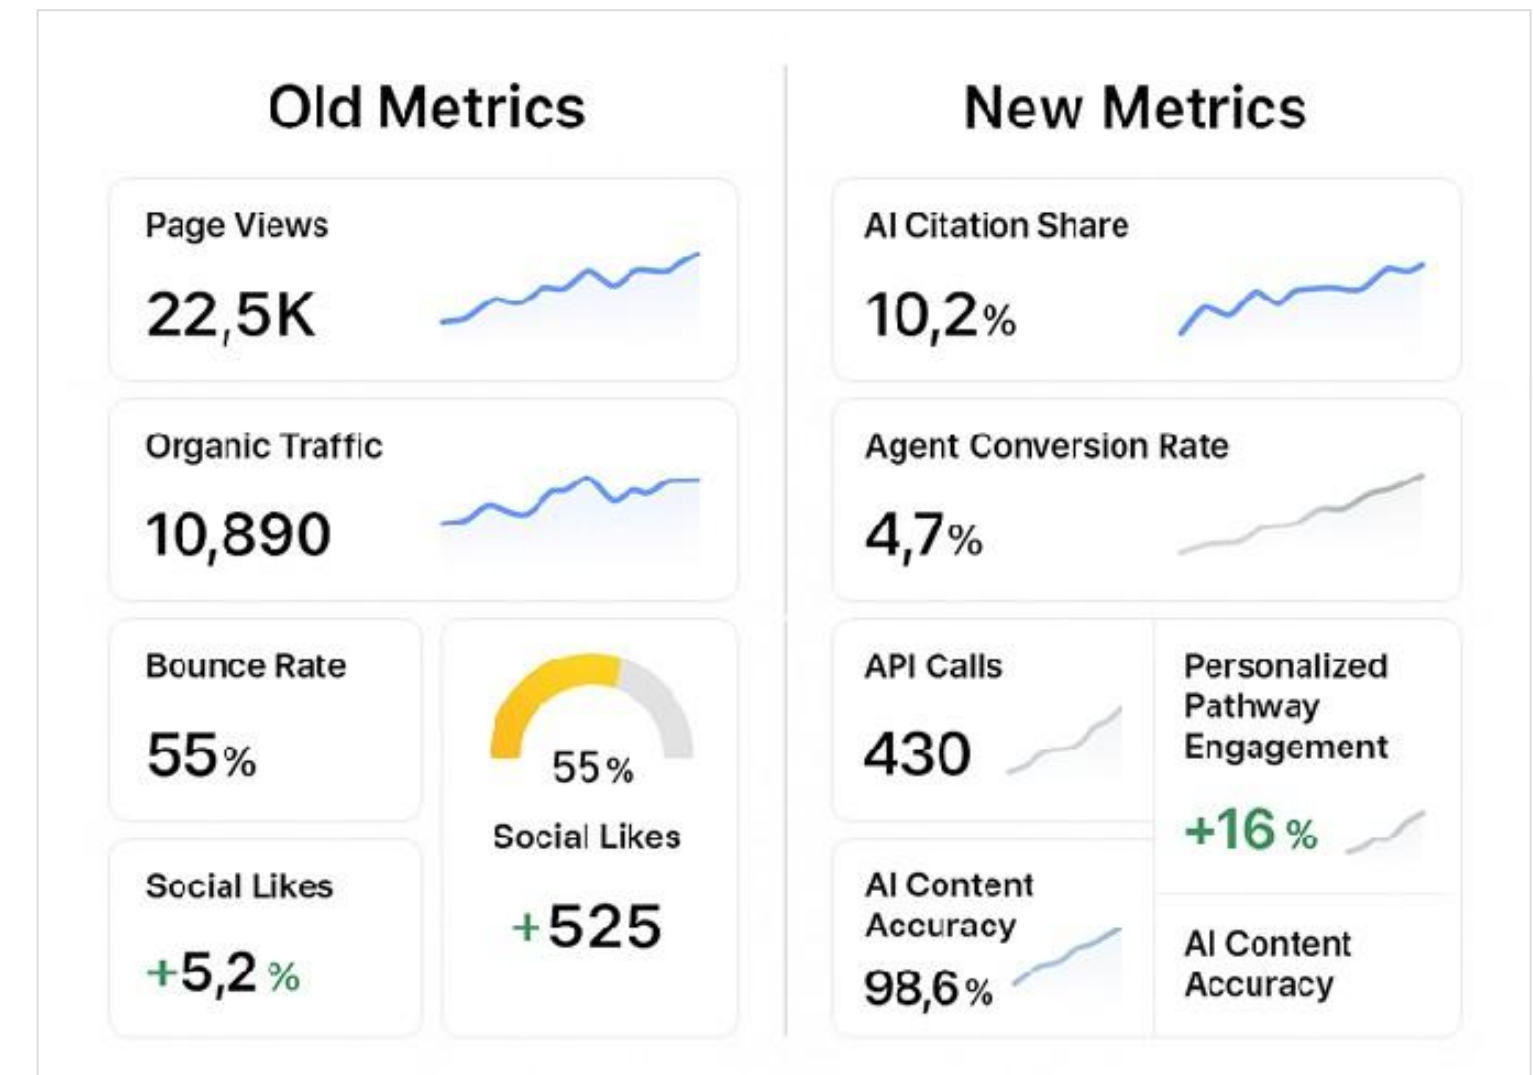 Old Metrics
Page Views
22,5K
Organic Traffic
10,890
Bounce Rate
55%
Social Likes
+5,2 %
55%
Social Likes
+525
New Metrics
AI Citation Share
10,2%
Agent Conversion Rate
4,7%
API Calls
430
AI Content
Accuracy
98,6%
Personalized
Pathway
Engagement
+16 %
AI Content
Accuracy